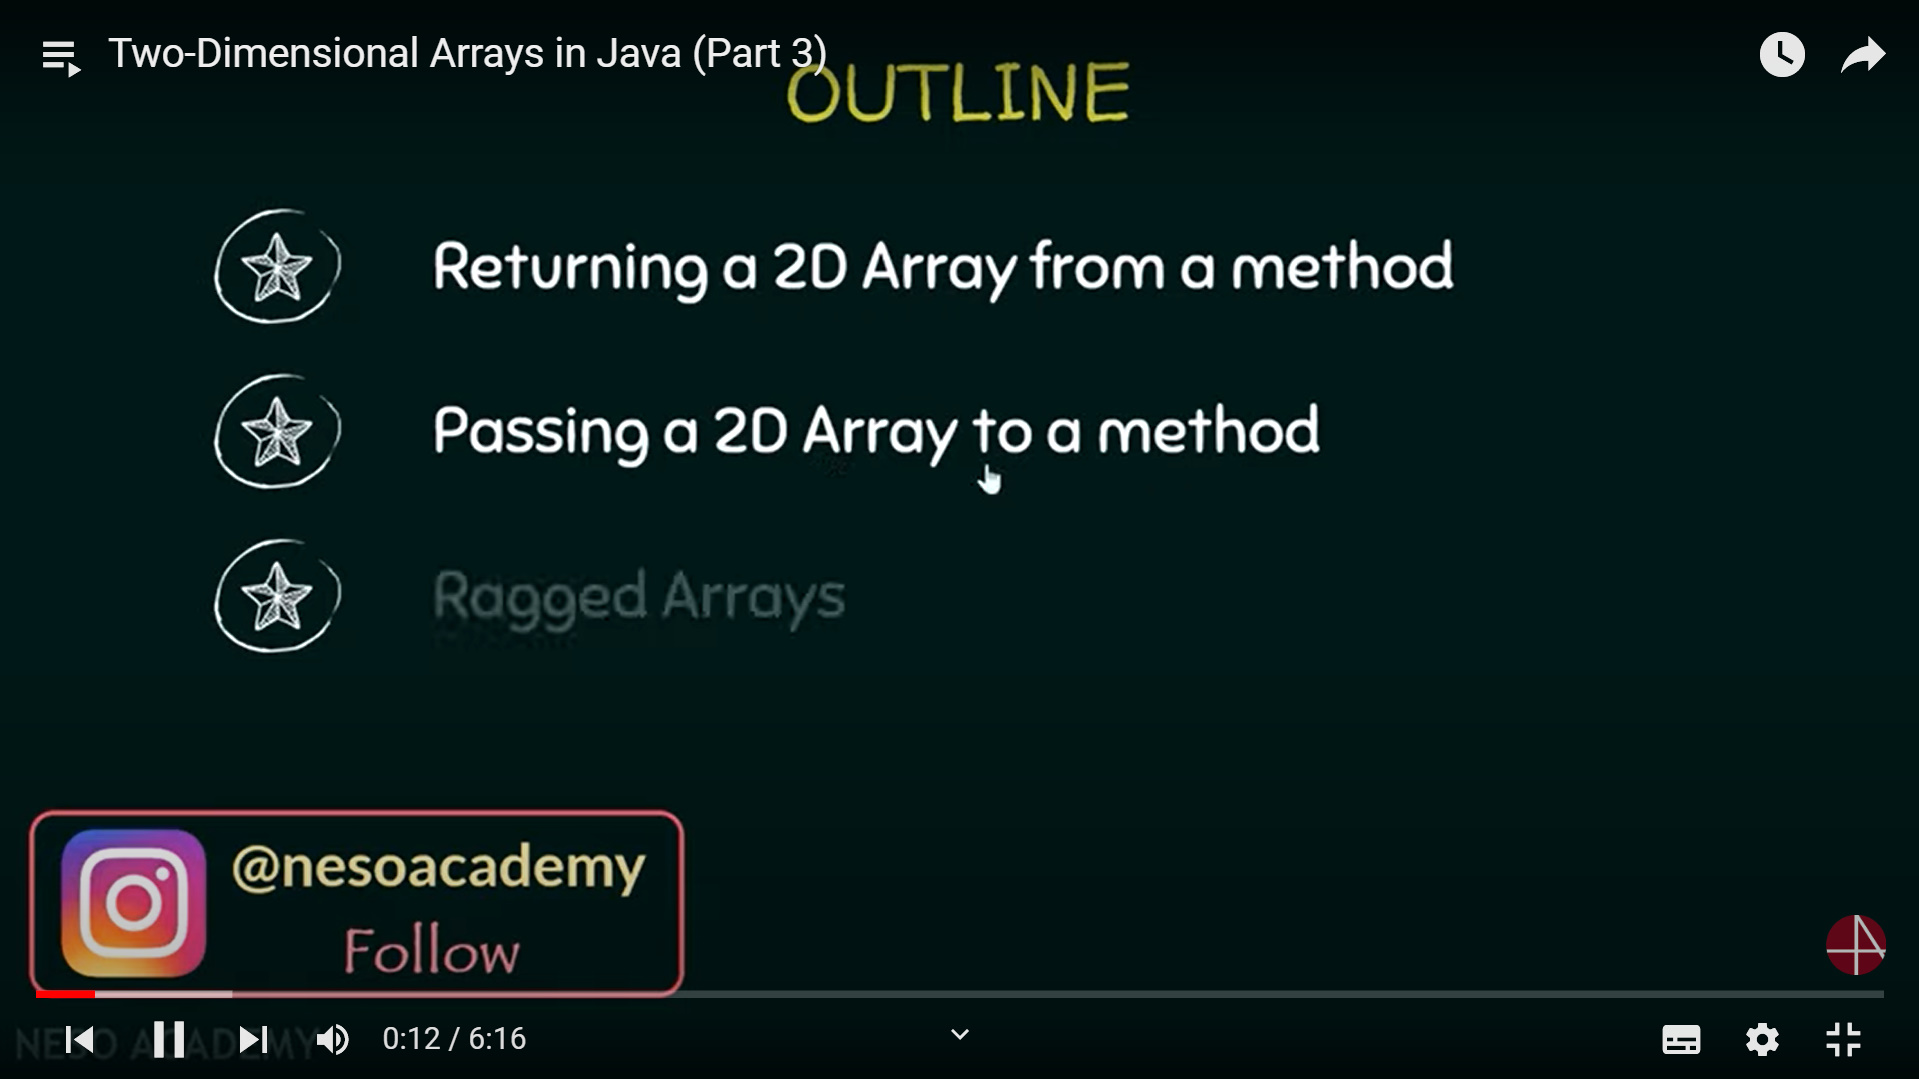 Two-Dimensional Arrays in Java (Part 3)
OUTLINE
Returning a 2D Array from a method
Passing a 2D Array to a method
Ragged Arrays
@nesoacademy
Follow
NESO ACADEMY
0:12 / 6:16